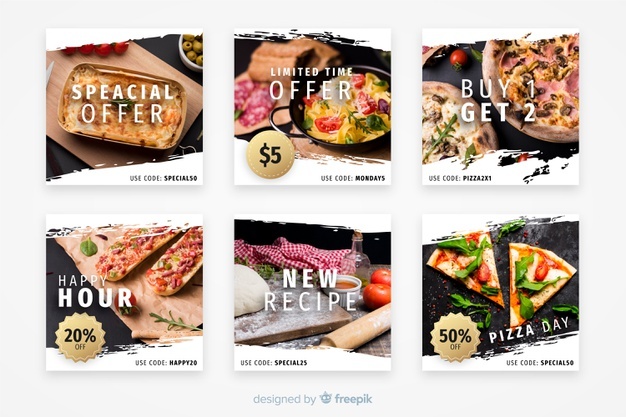 SPEACIAL
OFFER
USE CODE: SPECIAL50
LIMITED TIME
OFFER
$5
USE CODE: MONDAY5
BUY 1
GET 2
USE CODE: PIZZA2X1
HAPPY
HOUR
20%
OFF
USE CODE: HAPPY20
NEW
RECIPE
USE CODE: SPECIAL25
50%
OFF
PIZZA DAY
USE CODE: SPECIAL50
designed by freepik